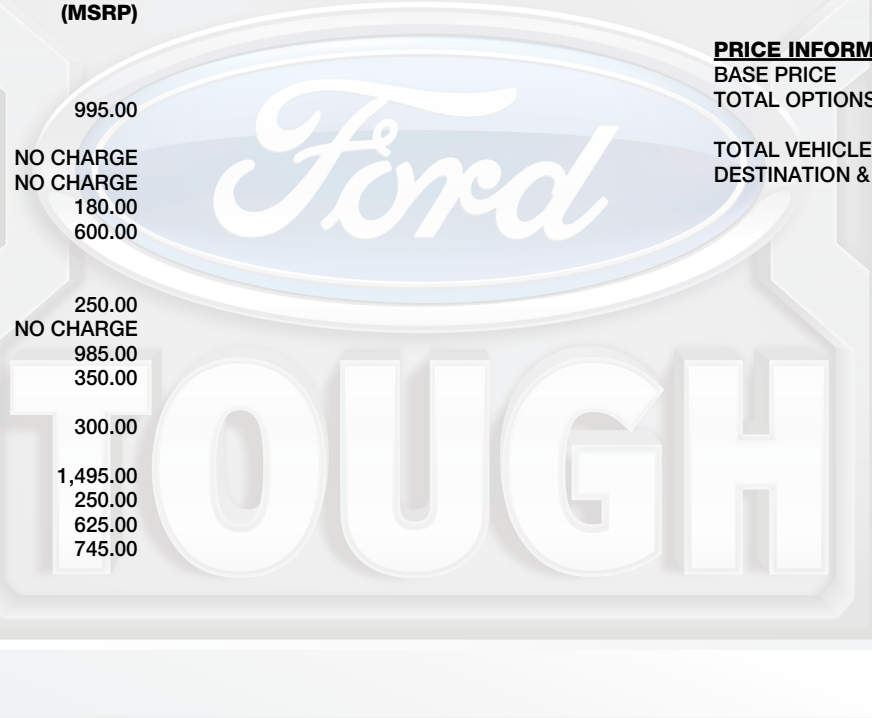 (MSRP)
995.00
NO CHARGE
NO CHARGE
180.00
600.00
250.00
NO CHARGE
985.00
350.00
300.00
1,495.00
250.00
625.00
745.00
PRICE INFORM
BASE PRICE
TOTAL OPTIONS
TOTAL VEHICLE
DESTINATION &
Ford
TOUGH